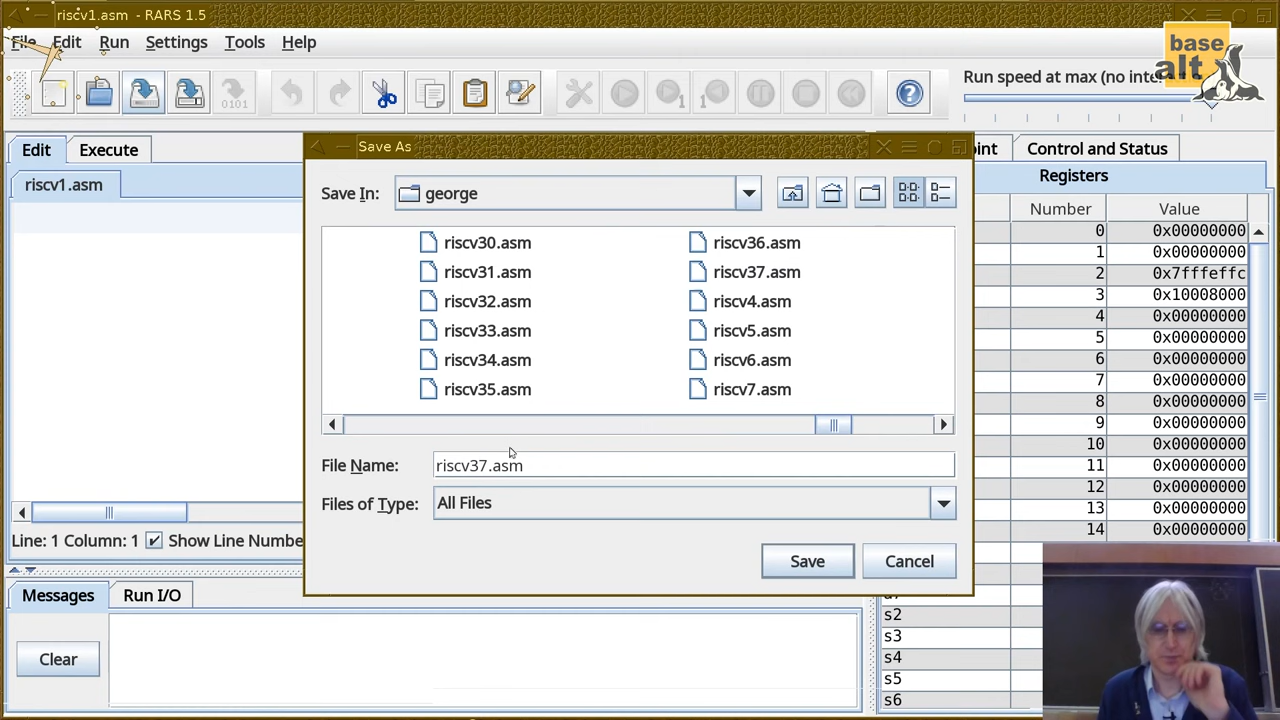 riscv1.asm - RARS 1.5
File Edit Run Settings Tools Help
base
alt
Run speed at max (no inte
Edit Execute
riscv1.asm
Save As
Save In: george
riscv30.asm riscv36.asm
riscv31.asm riscv37.asm
riscv32.asm riscv4.asm
riscv33.asm riscv5.asm
riscv34.asm riscv6.asm
riscv35.asm riscv7.asm
File Name: riscv37.asm
Files of Type: All Files
Save Cancel
oint Control and Status
Registers
Number Value
0 0x00000000
1 0x00000000
2 0x7fffeffc
3 0x10008000
4 0x00000000
5 0x00000000
6 0x00000000
7 0x00000000
8 0x00000000
9 0x00000000
10 0x00000000
11 0x00000000
12 0x00000000
13 0x00000000
14 0x00000000
s2
s3
s4
s5
s6
Line: 1 Column: 1 Show Line Numbe
Messages Run I/O
Clear